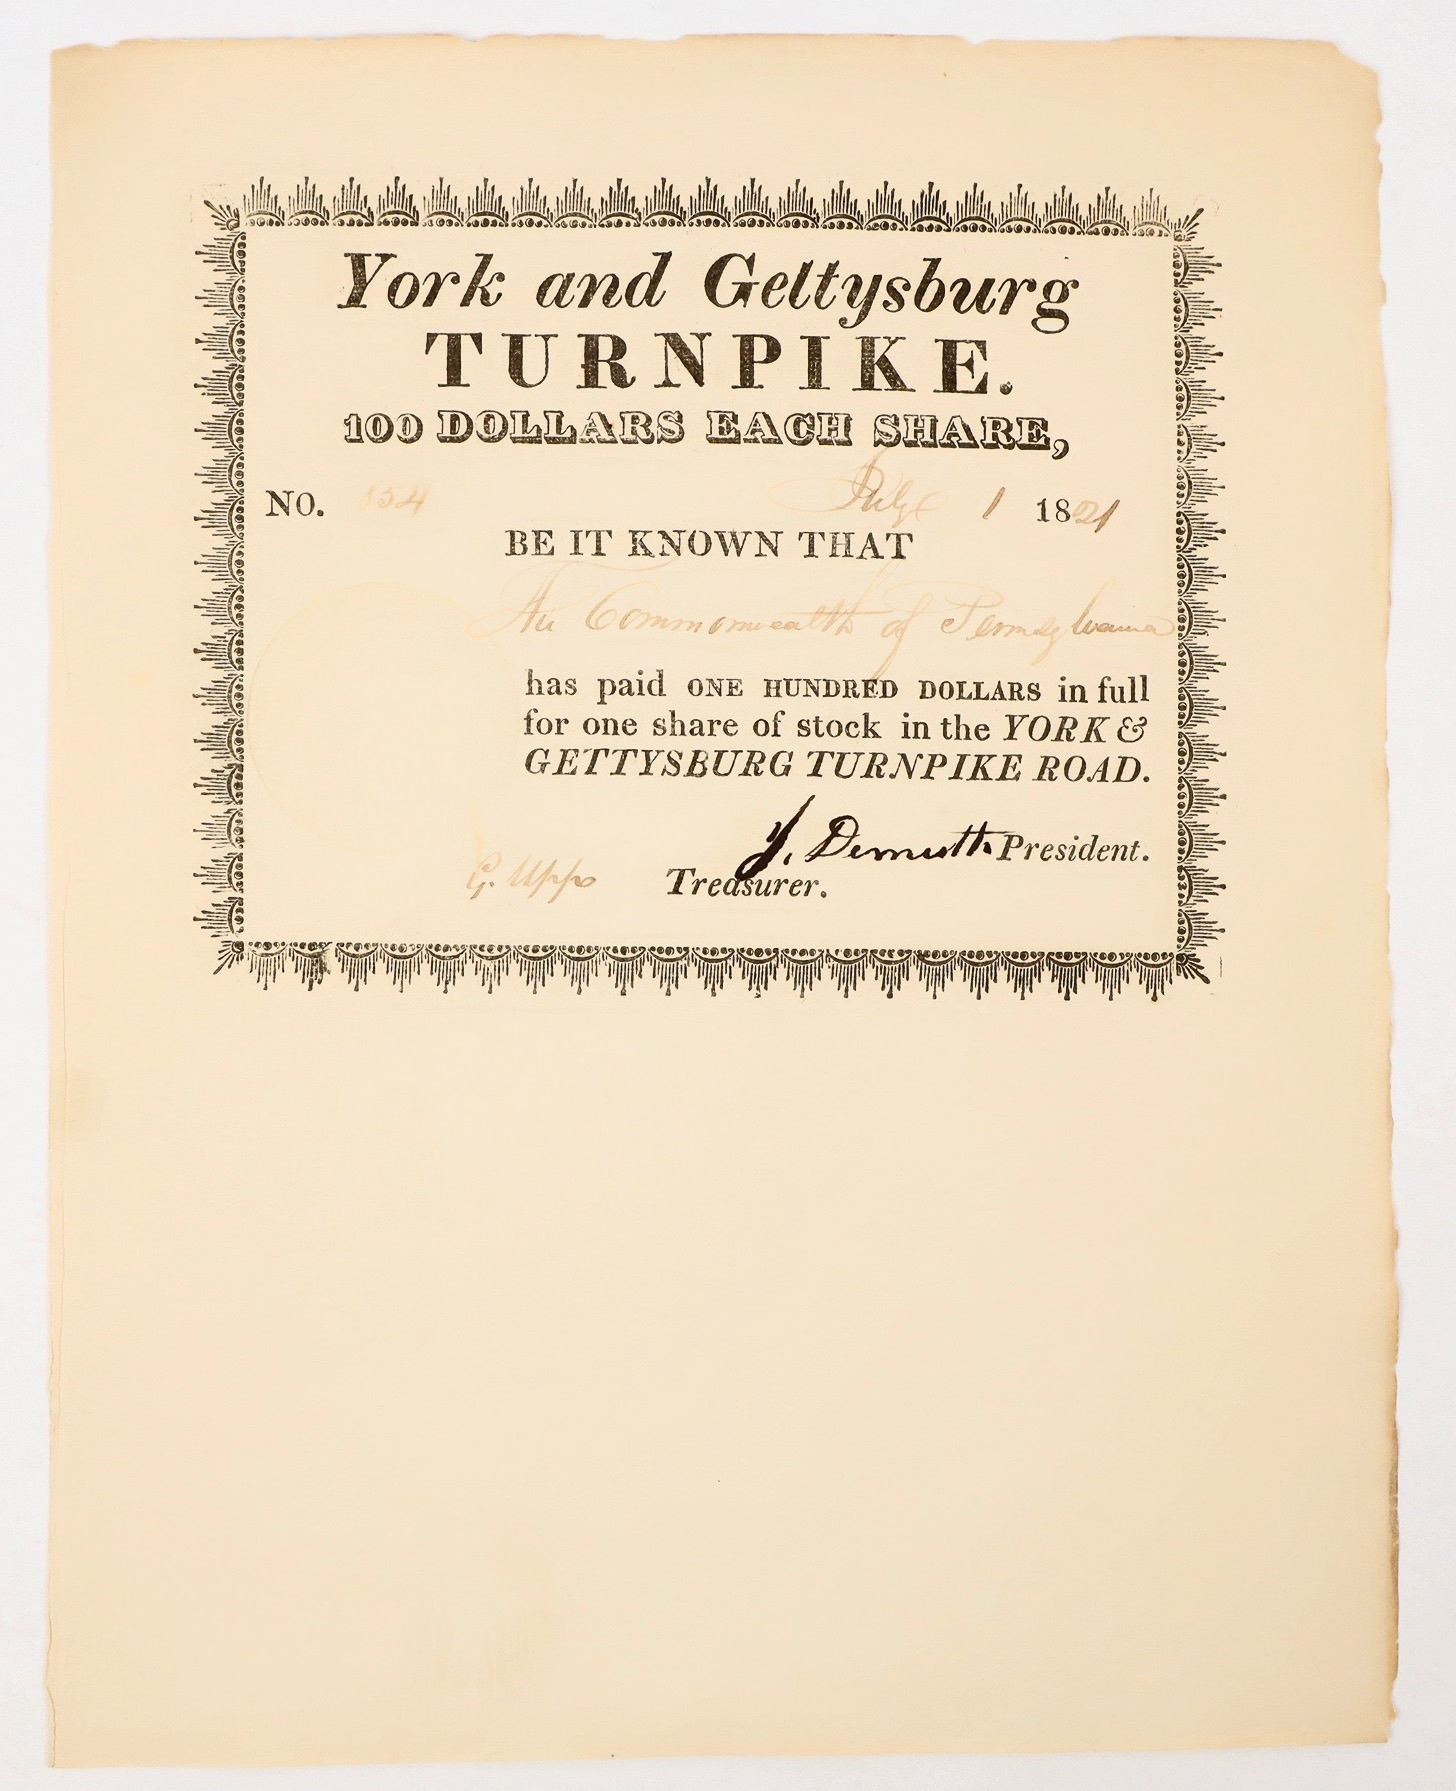 York and Gettysburg
TURNPIKE.
100 DOLLARS EACH SHARE,
NO. 154 July 1 1821
BE IT KNOWN THAT
The Commonwealth of Pennsylvania
has paid ONE HUNDRED DOLLARS in full
for one share of stock in the YORK &
GETTYSBURG TURNPIKE ROAD.
J. Demuth President.
G. Upp Treasurer.